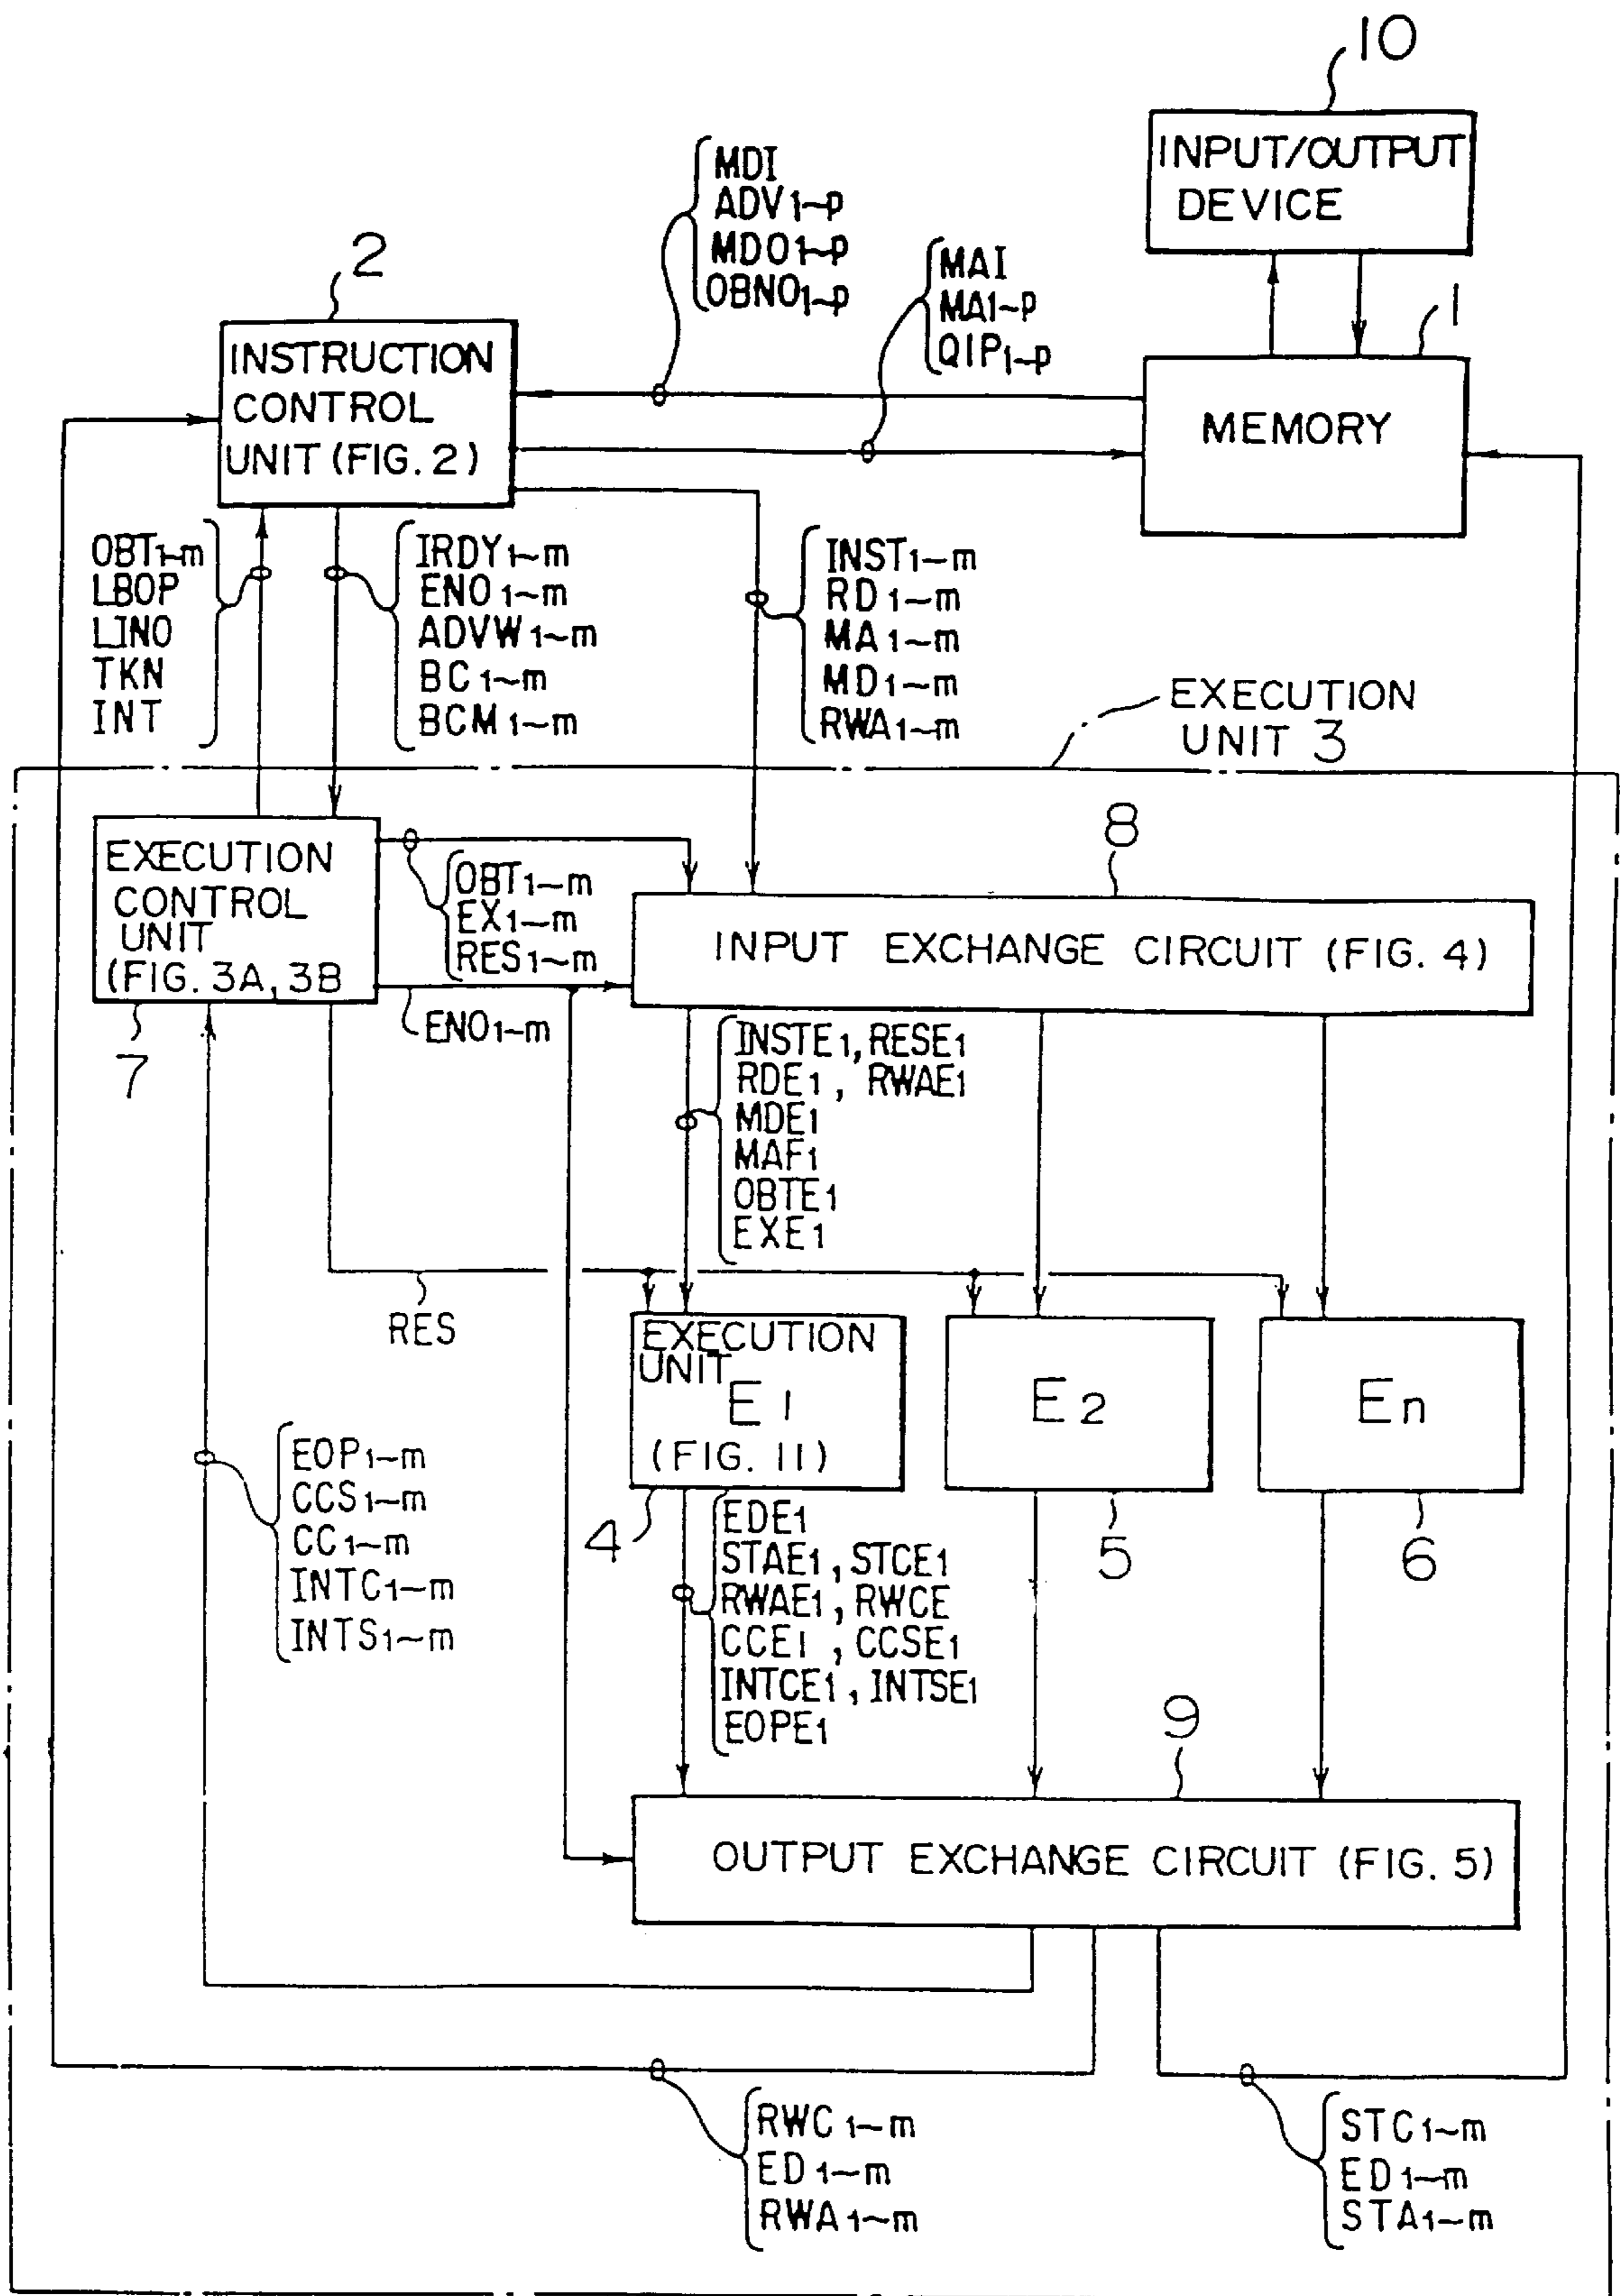 10
INPUT/OUTPUT
DEVICE
MDI
ADV1~p
MDO1~p
OBNO1~p
MAI
MA1~p
QIP1~p
2
1
INSTRUCTION
CONTROL
UNIT (FIG. 2)
MEMORY
OBT1~m
LBOP
LINO
TKN
INT
IRDY1~m
ENO1~m
ADVW1~m
BC1~m
BCM1~m
INST1~m
RD1~m
MA1~m
MD1~m
RWA1~m
EXECUTION
UNIT 3
EXECUTION
CONTROL
UNIT
(FIG. 3A, 3B
7
OBT1~m
EX1~m
RES1~m
ENO1~m
8
INPUT EXCHANGE CIRCUIT (FIG. 4)
INSTE1, RESE1
RDE1, RWAE1
MDE1
MAF1
OBTE1
EXE1
RES
EXECUTION
UNIT
E1
(FIG. 11)
4
E2
5
En
6
EOP1~m
CCS1~m
CC1~m
INTC1~m
INTS1~m
EDE1
STAE1, STCE1
RWAE1, RWCE
CCE1, CCSE1
INTCE1, INTSE1
EOPE1
9
OUTPUT EXCHANGE CIRCUIT (FIG. 5)
RWC1~m
ED1~m
RWA1~m
STC1~m
ED1~m
STA1~m